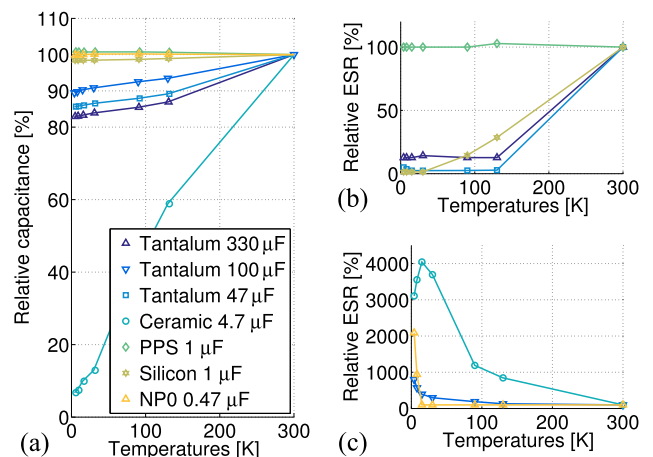 110
100
90
80
60
40
20
0
Relative capacitance [%]
0
100
200
300
Temperatures [K]
(a)
Tantalum 330 μF
Tantalum 100 μF
Tantalum 47 μF
Ceramic 4.7 μF
PPS 1 μF
Silicon 1 μF
NP0 0.47 μF
100
50
0
Relative ESR [%]
0
100
200
300
Temperatures [K]
(b)
4000
3000
2000
1000
0
Relative ESR [%]
0
100
200
300
Temperatures [K]
(c)